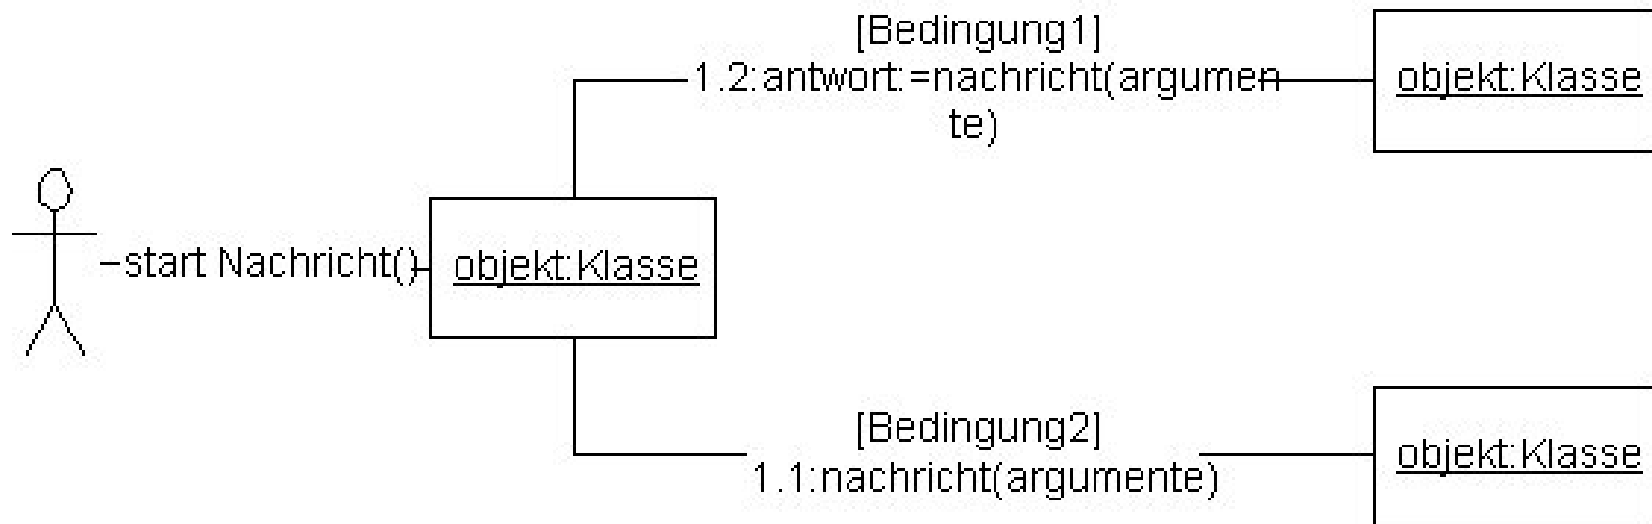 [Bedingung1]
1.2:antwort:=nachricht(argumen
te)
objekt:Klasse
start Nachricht()
objekt:Klasse
[Bedingung2]
1.1:nachricht(argumente)
objekt:Klasse